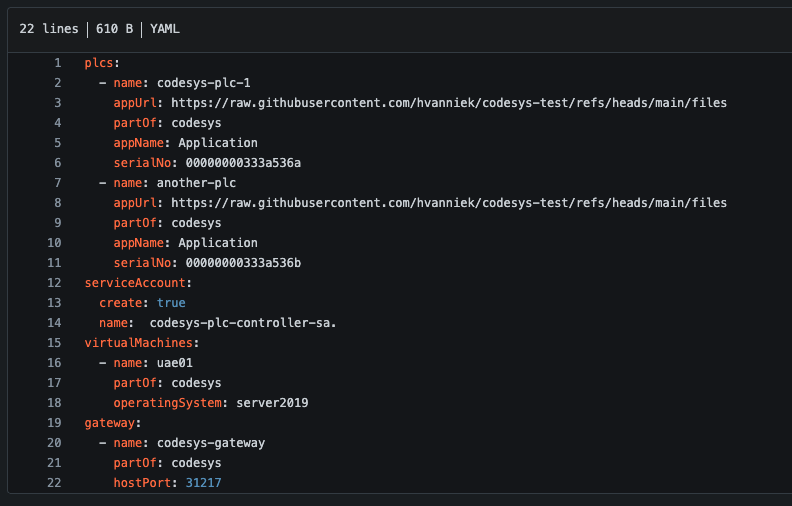 22 lines | 610 B | YAML
1 plcs:
2   - name: codesys-plc-1
3     appUrl: https://raw.githubusercontent.com/hvanniek/codesys-test/refs/heads/main/files
4     partOf: codesys
5     appName: Application
6     serialNo: 00000000333a536a
7   - name: another-plc
8     appUrl: https://raw.githubusercontent.com/hvanniek/codesys-test/refs/heads/main/files
9     partOf: codesys
10     appName: Application
11     serialNo: 00000000333a536b
12 serviceAccount:
13   create: true
14   name:  codesys-plc-controller-sa.
15 virtualMachines:
16   - name: uae01
17     partOf: codesys
18     operatingSystem: server2019
19 gateway:
20   - name: codesys-gateway
21     partOf: codesys
22     hostPort: 31217